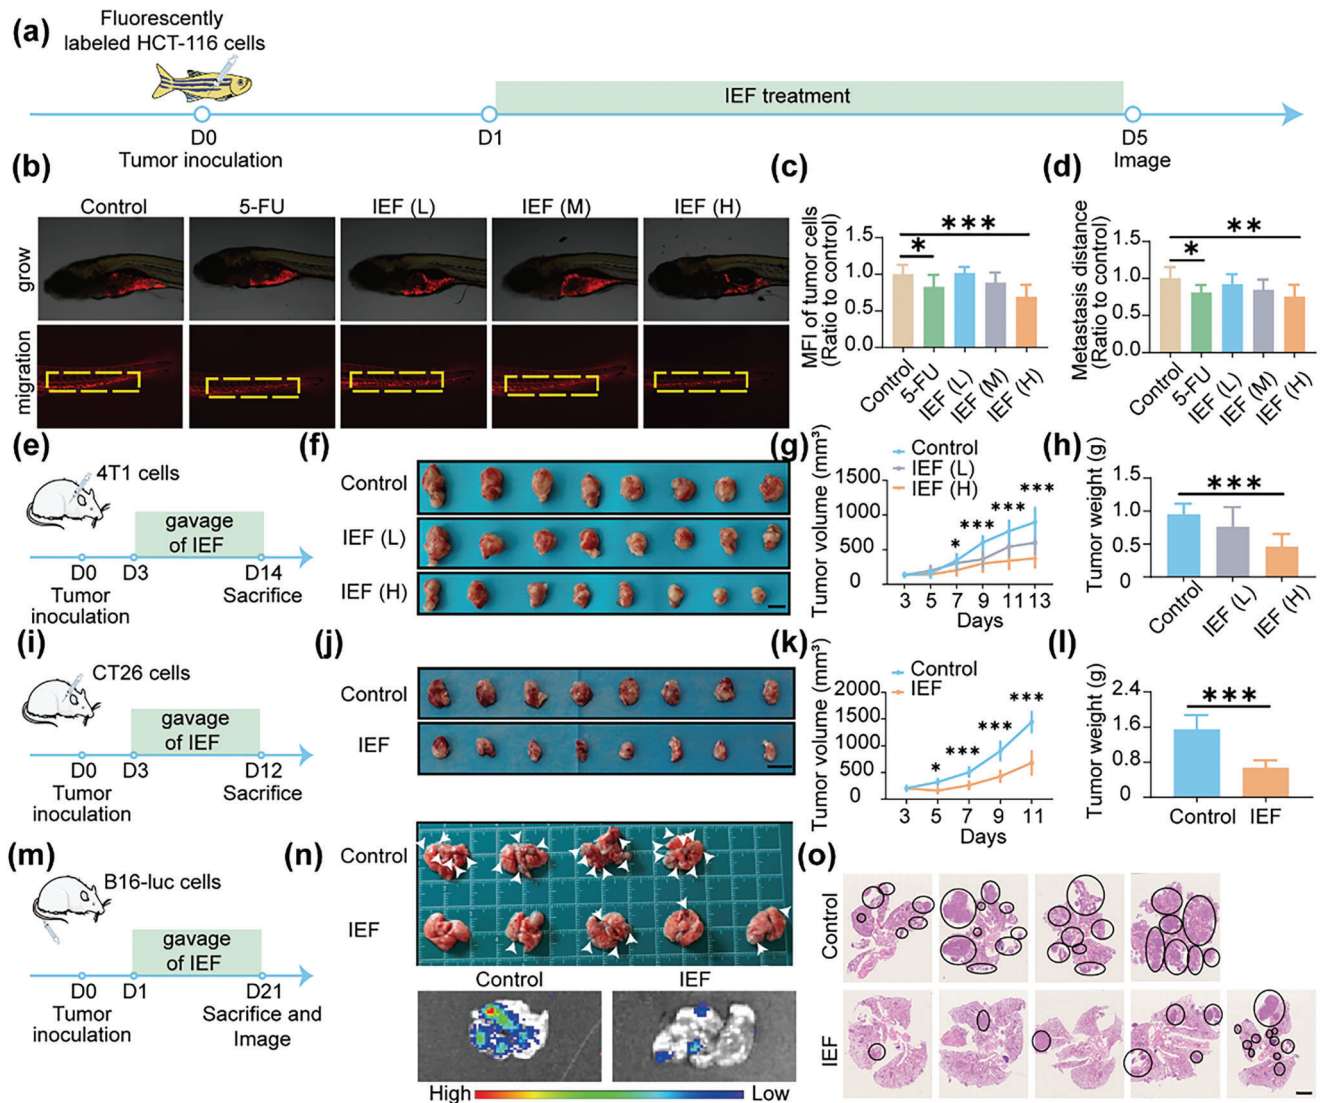 (a)
Fluorescently
labeled HCT-116 cells
IEF treatment
D0
D1
D5
Tumor inoculation
Image
(b)
Control
5-FU
IEF (L)
IEF (M)
IEF (H)
grow
migration
(c)
MFI of tumor cells
(Ratio to control)
1.5
1.0
0.5
0.0
*
***
Control
5-FU
IEF (L)
IEF (M)
IEF (H)
(d)
Metastasis distance
(Ratio to control)
1.5
1.0
0.5
0.0
*
**
Control
5-FU
IEF (L)
IEF (M)
IEF (H)
(e)
4T1 cells
gavage
of IEF
D0
D3
D14
Tumor
inoculation
Sacrifice
(f)
Control
IEF (L)
IEF (H)
(g)
Tumor volume (mm³)
Control
IEF (L)
IEF (H)
1500
1000
500
0
*
***
***
***
3 5 7 9 11 13
Days
(h)
Tumor weight (g)
1.5
1.0
0.5
0
***
Control
IEF (L)
IEF (H)
(i)
CT26 cells
gavage
of IEF
D0
D3
D12
Tumor
inoculation
Sacrifice
(j)
Control
IEF
(k)
Tumor volume (mm³)
Control
IEF
2000
1500
1000
500
0
*
***
***
***
3 5 7 9 11
Days
(l)
Tumor weight (g)
2.4
1.6
0.8
0
***
Control
IEF
(m)
B16-luc cells
gavage
of IEF
D0
D1
D21
Tumor
inoculation
Sacrifice and
Image
(n)
Control
IEF
Control
IEF
High
Low
(o)
Control
IEF